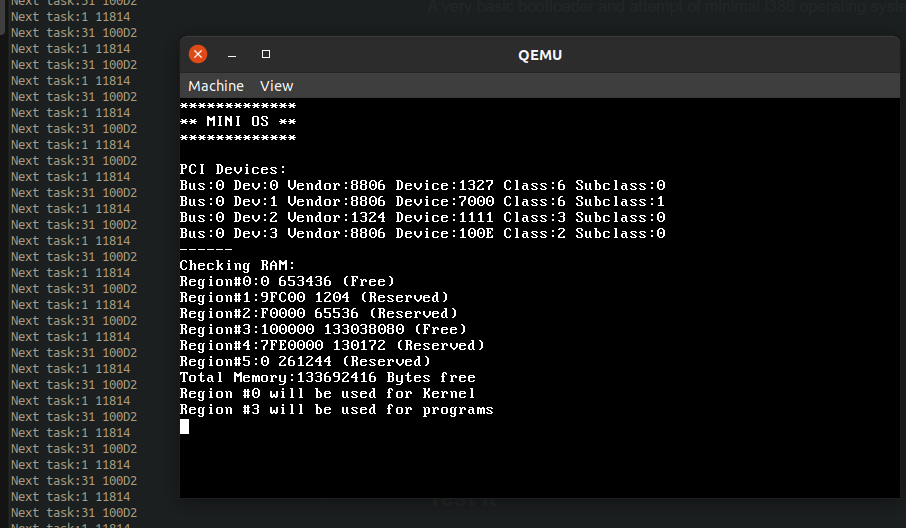 Next task:31 100D2
Next task:1 11814
Next task:31 100D2
Next task:1 11814
Next task:31 100D2
Next task:1 11814
Next task:31 100D2
Next task:1 11814
Next task:31 100D2
Next task:1 11814
Next task:31 100D2
Next task:1 11814
Next task:31 100D2
Next task:1 11814
Next task:31 100D2
Next task:1 11814
Next task:31 100D2
Next task:1 11814
Next task:31 100D2
Next task:1 11814
Next task:31 100D2
Next task:1 11814
Next task:31 100D2
Next task:1 11814
Next task:31 100D2
Next task:1 11814
Next task:31 100D2
Next task:1 11814
Next task:31 100D2
Next task:1 11814
Next task:31 100D2
Next task:1 11814
Next task:31 100D2
Next task:1 11814
A very basic bootloader and attempt of minimal i386 operating syste
QEMU
Machine View
*************
** MINI OS **
*************
PCI Devices:
Bus:0 Dev:0 Vendor:8806 Device:1327 Class:6 Subclass:0
Bus:0 Dev:1 Vendor:8806 Device:7000 Class:6 Subclass:1
Bus:0 Dev:2 Vendor:1324 Device:1111 Class:3 Subclass:0
Bus:0 Dev:3 Vendor:8806 Device:100E Class:2 Subclass:0
------
Checking RAM:
Region#0:0 653436 (Free)
Region#1:9FC00 1204 (Reserved)
Region#2:F0000 65536 (Reserved)
Region#3:100000 133038080 (Free)
Region#4:7FE0000 130172 (Reserved)
Region#5:0 261244 (Reserved)
Total Memory:133692416 Bytes free
Region #0 will be used for Kernel
Region #3 will be used for programs
Test it